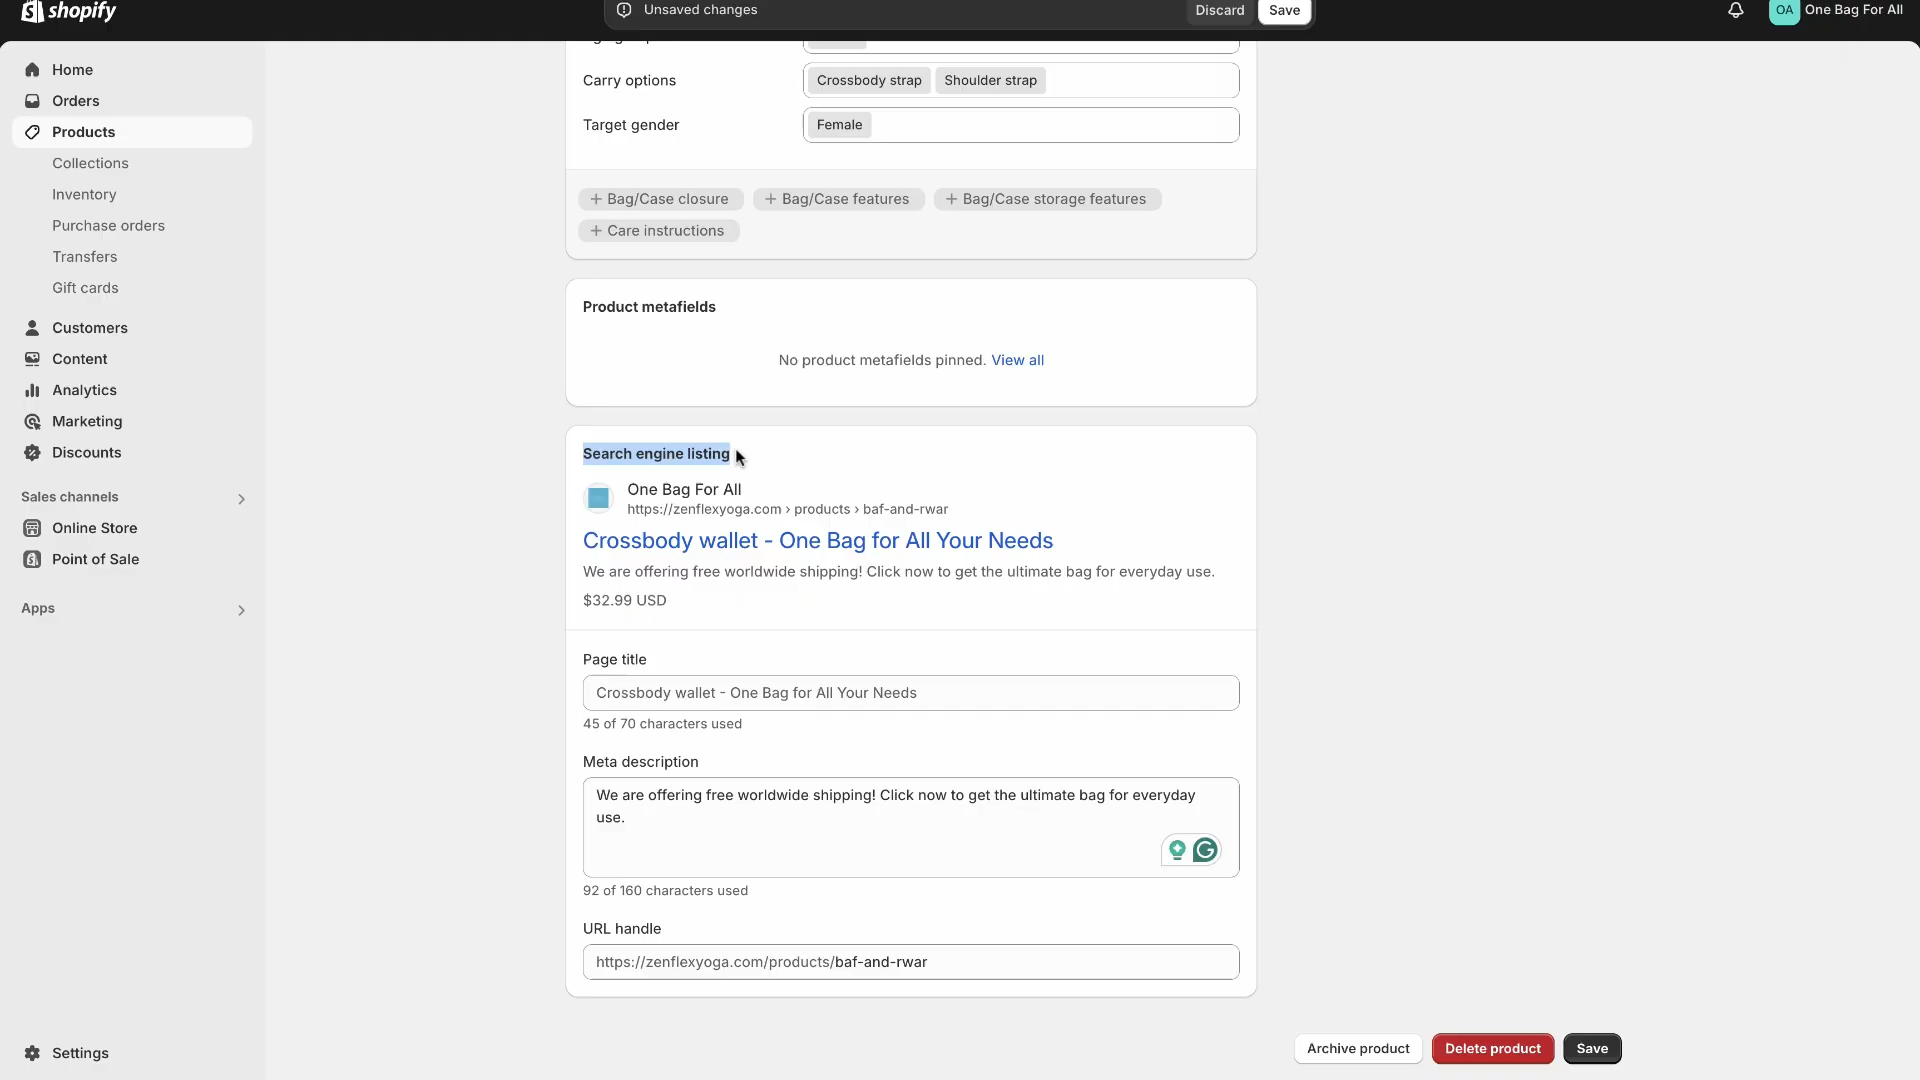 shopify
Unsaved changes
Discard
Save
OA
One Bag For All
Home
Orders
Products
Collections
Inventory
Purchase orders
Transfers
Gift cards
Customers
Content
Analytics
Marketing
Discounts
Sales channels
Online Store
Point of Sale
Apps
Settings
Carry options
Crossbody strap
Shoulder strap
Target gender
Female
+ Bag/Case closure
+ Bag/Case features
+ Bag/Case storage features
+ Care instructions
Product metafields
No product metafields pinned. View all
Search engine listing
One Bag For All
https://zenflexyoga.com › products › baf-and-rwar
Crossbody wallet - One Bag for All Your Needs
We are offering free worldwide shipping! Click now to get the ultimate bag for everyday use.
$32.99 USD
Page title
Crossbody wallet - One Bag for All Your Needs
45 of 70 characters used
Meta description
We are offering free worldwide shipping! Click now to get the ultimate bag for everyday
use.
92 of 160 characters used
URL handle
https://zenflexyoga.com/products/baf-and-rwar
Archive product
Delete product
Save